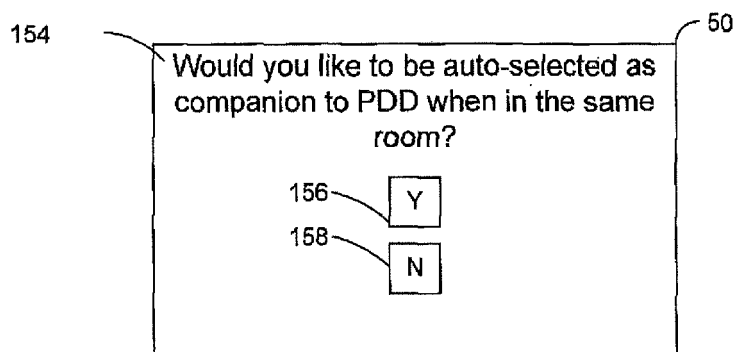 154
50
Would you like to be auto-selected as
companion to PDD when in the same
room?
156
Y
158
N